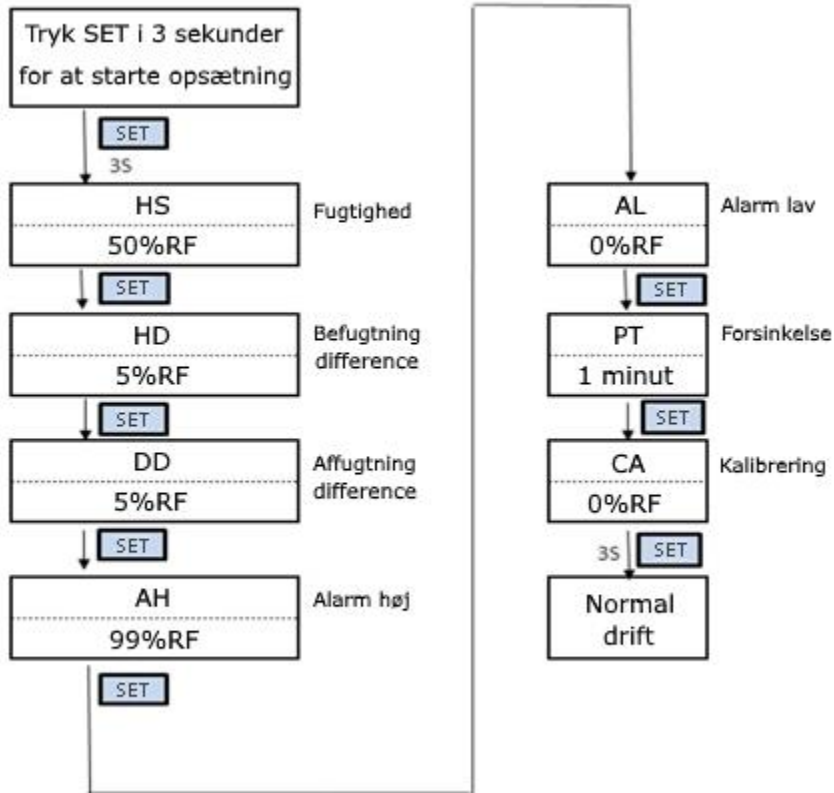 Tryk SET i 3 sekunder
for at starte opsætning
SET
3S
HS
Fugtighed
50%RF
SET
HD
Befugtning
difference
5%RF
SET
DD
Affugtning
difference
5%RF
SET
AH
Alarm høj
99%RF
SET
AL
Alarm lav
0%RF
SET
PT
Forsinkelse
1 minut
SET
CA
Kalibrering
0%RF
3S SET
Normal
drift